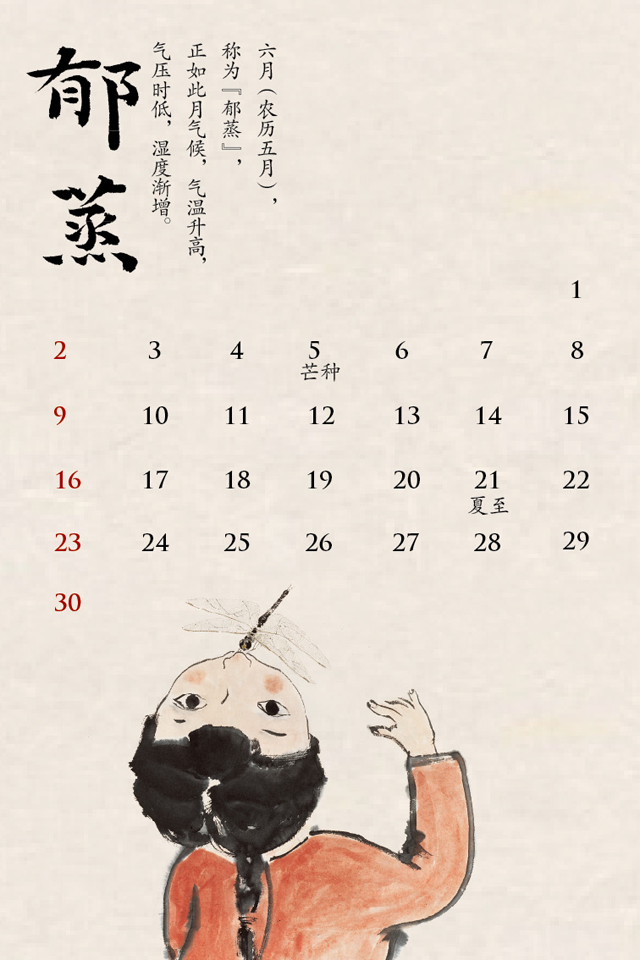 郁蒸
六月（农历五月），
称为『郁蒸』，
正如此月气候，气温升高，
气压时低，湿度渐增。
1
2 3 4 5 6 7 8
芒种
9 10 11 12 13 14 15
16 17 18 19 20 21 22
夏至
23 24 25 26 27 28 29
30